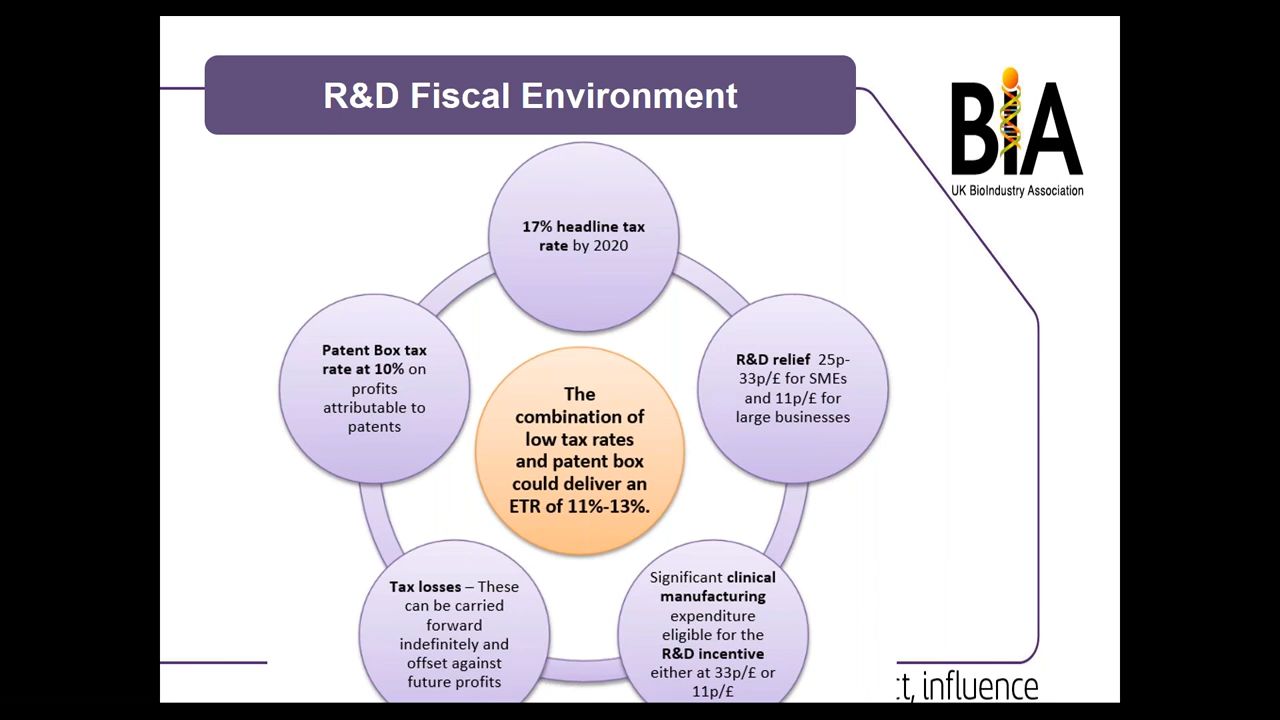 R&D Fiscal Environment
BiA
UK BioIndustry Association
17% headline tax
rate by 2020
Patent Box tax
rate at 10% on
profits
attributable to
patents
R&D relief 25p-
33p/£ for SMEs
and 11p/£ for
large businesses
The
combination of
low tax rates
and patent box
could deliver an
ETR of 11%-13%.
Tax losses – These
can be carried
forward
indefinitely and
offset against
future profits
Significant clinical
manufacturing
expenditure
eligible for the
R&D incentive
either at 33p/£ or
11p/£
t, influence